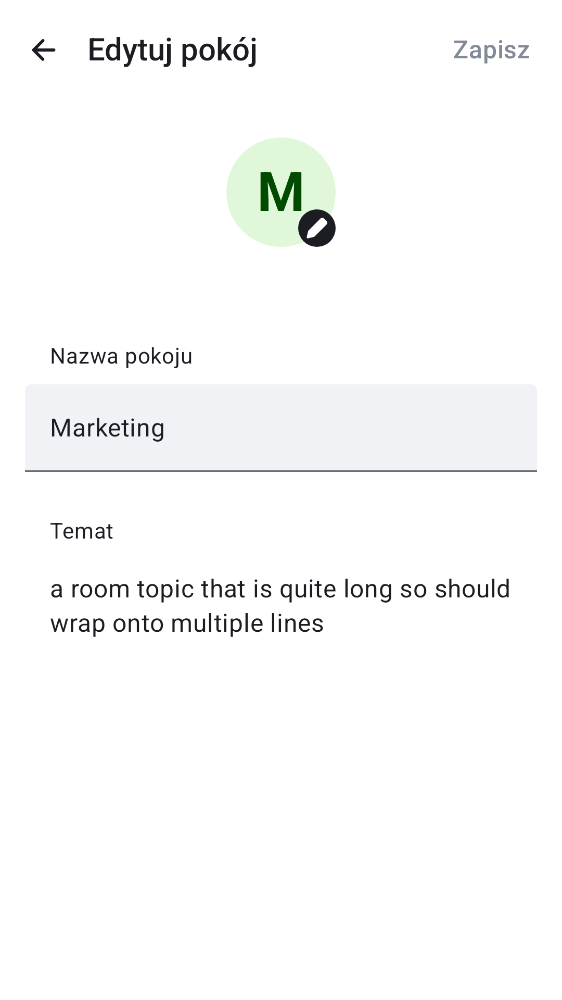 Edytuj pokój
Zapisz
M
Nazwa pokoju
Marketing
Temat
a room topic that is quite long so should
wrap onto multiple lines